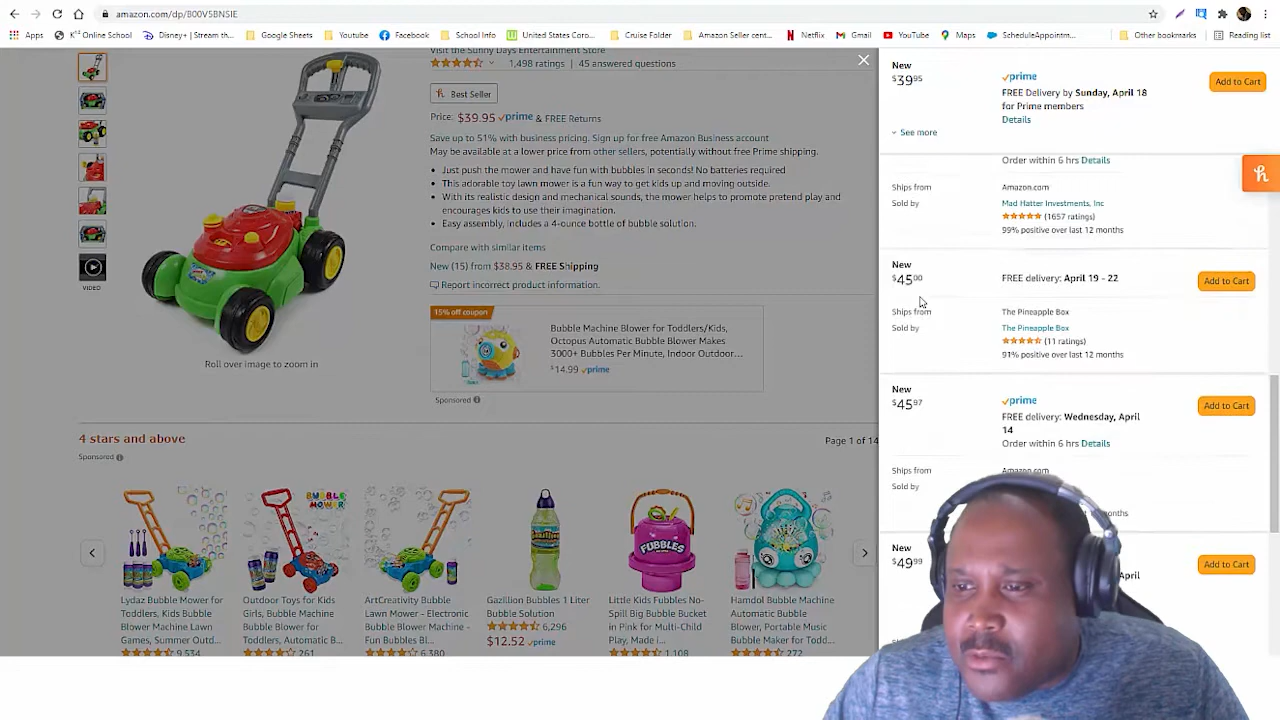 amazon.com/dp/B00V5BNSIE
Apps
K12 Online School
Disney+ | Stream th...
Google Sheets
Youtube
Facebook
School Info
United States Coro...
Cruise Folder
Amazon Seller cent...
Netflix
Gmail
YouTube
Maps
ScheduleAppointm...
Other bookmarks
Reading list
Visit the Sunny Days Entertainment Store
1,498 ratings | 45 answered questions
Best Seller
Price: $39.95 prime & FREE Returns
Save up to 51% with business pricing. Sign up for free Amazon Business account
May be available at a lower price from other sellers, potentially without free Prime shipping.
• Just push the mower and have fun with bubbles in seconds! No batteries required
• This adorable toy lawn mower is a fun way to get kids up and moving outside.
• With its realistic design and mechanical sounds, the mower helps to promote pretend play and
encourages kids to use their imagination.
• Easy assembly, includes a 4-ounce bottle of bubble solution.
Compare with similar items
New (15) from $38.95 & FREE Shipping
Report incorrect product information.
VIDEO
Roll over image to zoom in
15% off coupon
Bubble Machine Blower for Toddlers/Kids,
Octopus Automatic Bubble Blower Makes
3000+ Bubbles Per Minute, Indoor Outdoor...
$14.99 prime
Sponsored
4 stars and above
Page 1 of 14
Sponsored
BUBBLE
MOWER
FUBBLES
Lydaz Bubble Mower for
Toddlers, Kids Bubble
Blower Machine Lawn
Games, Summer Outd...
9,534
Outdoor Toys for Kids
Girls, Bubble Machine
Bubble Blower for
Toddlers, Automatic B...
261
ArtCreativity Bubble
Lawn Mower - Electronic
Bubble Blower Machine -
Fun Bubbles Bl...
6,380
Gazillion Bubbles 1 Liter
Bubble Solution
6,296
$12.52 prime
Little Kids Fubbles No-
Spill Big Bubble Bucket
in Pink for Multi-Child
Play, Made i...
1,108
Hamdol Bubble Machine
Automatic Bubble
Blower, Portable Music
Bubble Maker for Todd...
272
New
$39 95
prime
FREE Delivery by Sunday, April 18
for Prime members
Details
Add to Cart
See more
Order within 6 hrs Details
Ships from
Amazon.com
Sold by
Mad Hatter Investments, Inc
(1657 ratings)
99% positive over last 12 months
New
$45 00
FREE delivery: April 19 - 22
Add to Cart
Ships from
The Pineapple Box
Sold by
The Pineapple Box
(11 ratings)
91% positive over last 12 months
New
$45 97
prime
FREE delivery: Wednesday, April
14
Order within 6 hrs Details
Add to Cart
Ships from
Amazon.com
Sold by
months
New
$49 99
April
Add to Cart
h